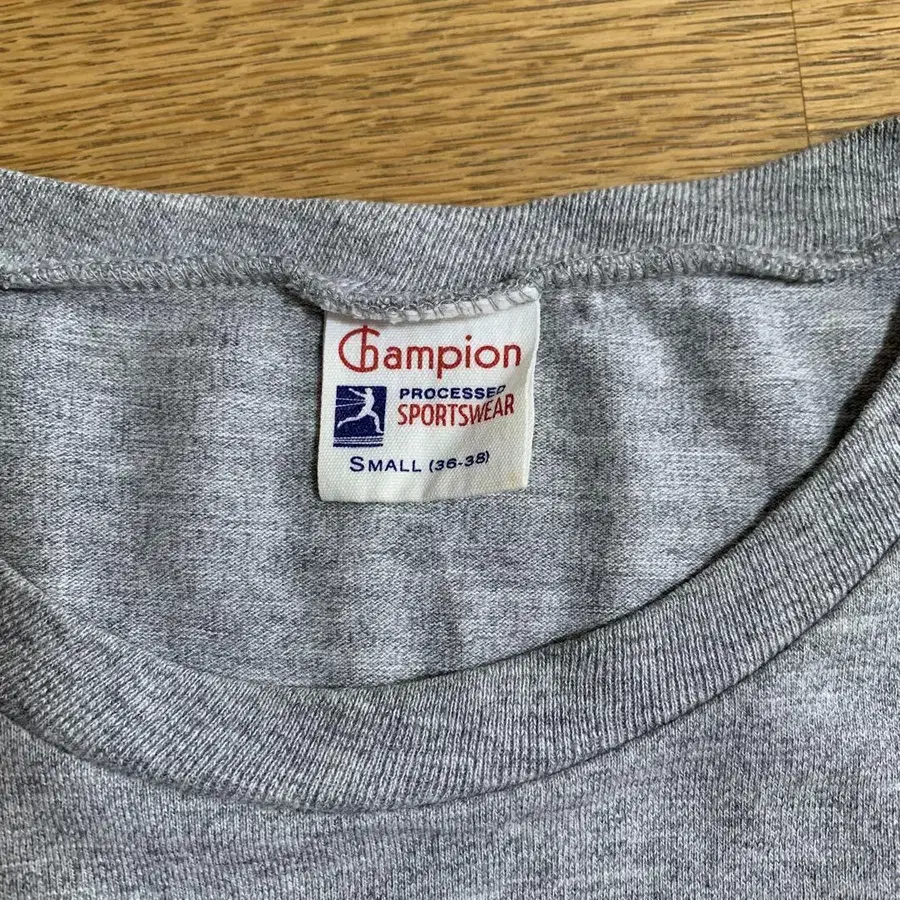 Champion
PROCESSED
SPORTSWEAR
SMALL (36-38)